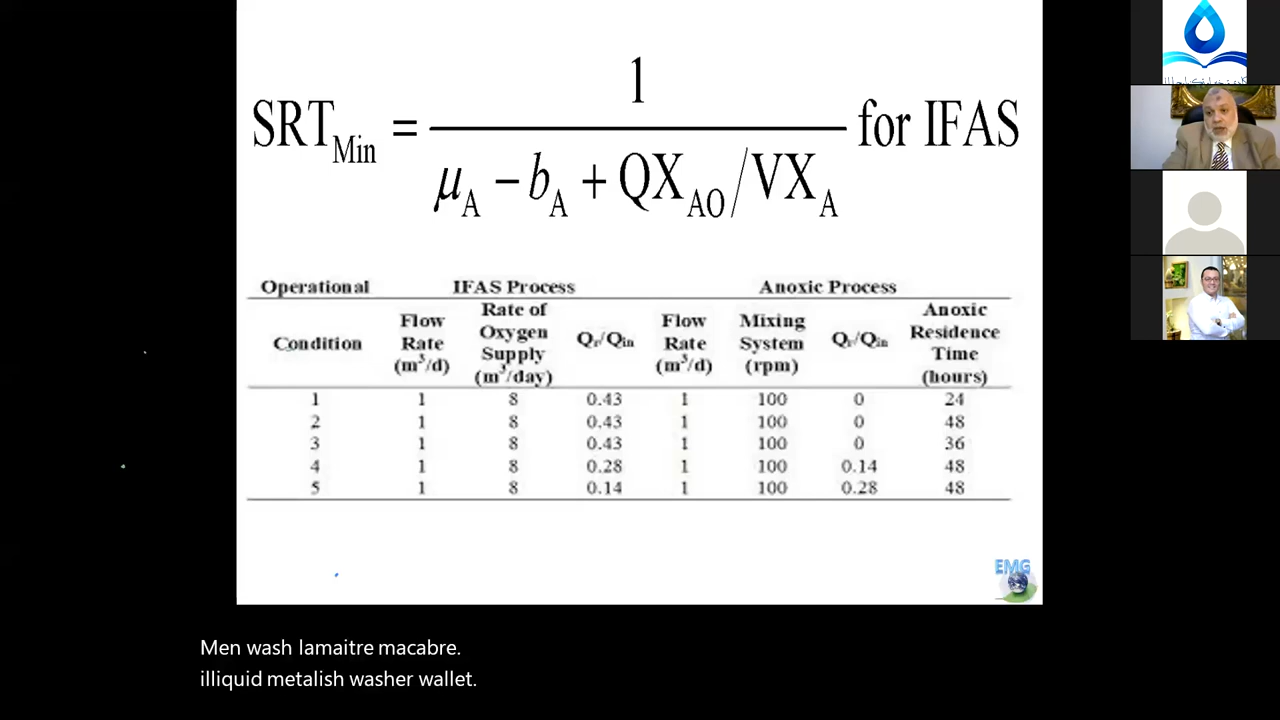 SRT_Min = 1 / (μ_A − b_A + QX_AO/VX_A) for IFAS
Operational IFAS Process Anoxic Process
Condition Flow Rate (m³/d) Rate of Oxygen Supply (m³/day) Qr/Qin Flow Rate (m³/d) Mixing System (rpm) Qr/Qin Anoxic Residence Time (hours)
1 1 8 0.43 1 100 0 24
2 1 8 0.43 1 100 0 48
3 1 8 0.43 1 100 0 36
4 1 8 0.28 1 100 0.14 48
5 1 8 0.14 1 100 0.28 48
EMG
Men wash lamaitre macabre.
illiquid metalish washer wallet.